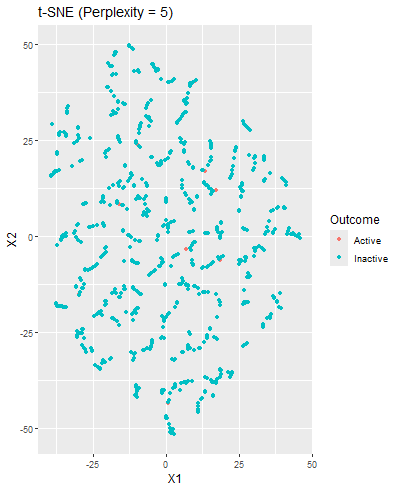 t-SNE (Perplexity = 5)
50
25
0
-25
-50
X2
-25
0
25
50
X1
Outcome
Active
Inactive